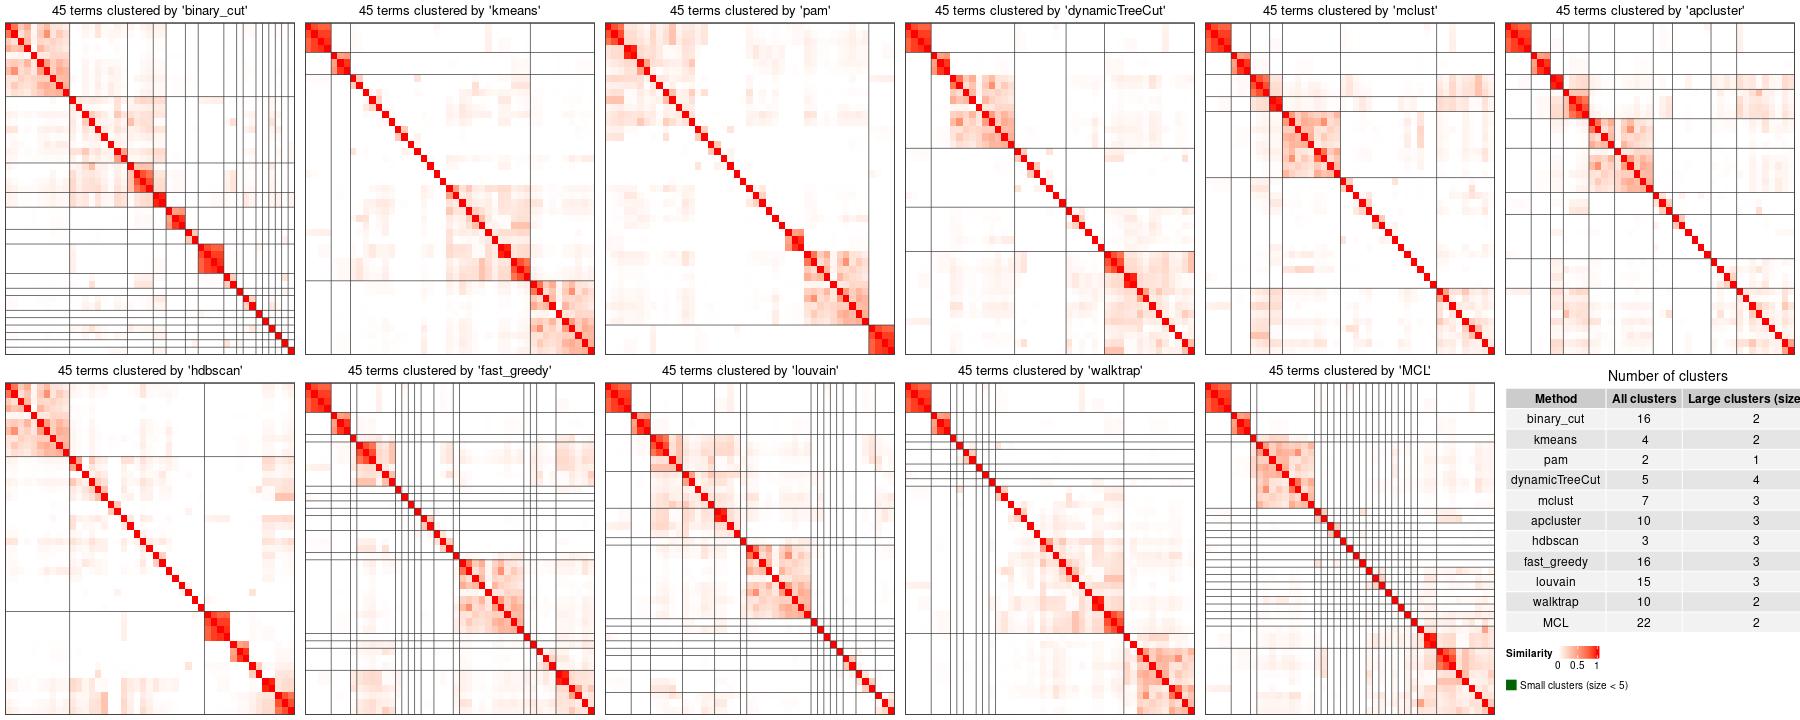 45 terms clustered by 'binary_cut'
45 terms clustered by 'kmeans'
45 terms clustered by 'pam'
45 terms clustered by 'dynamicTreeCut'
45 terms clustered by 'mclust'
45 terms clustered by 'apcluster'
45 terms clustered by 'hdbscan'
45 terms clustered by 'fast_greedy'
45 terms clustered by 'louvain'
45 terms clustered by 'walktrap'
45 terms clustered by 'MCL'
Number of clusters
Method All clusters Large clusters (size
binary_cut 16 2
kmeans 4 2
pam 2 1
dynamicTreeCut 5 4
mclust 7 3
apcluster 10 3
hdbscan 3 3
fast_greedy 16 3
louvain 15 3
walktrap 10 2
MCL 22 2
Similarity
0 0.5 1
Small clusters (size < 5)